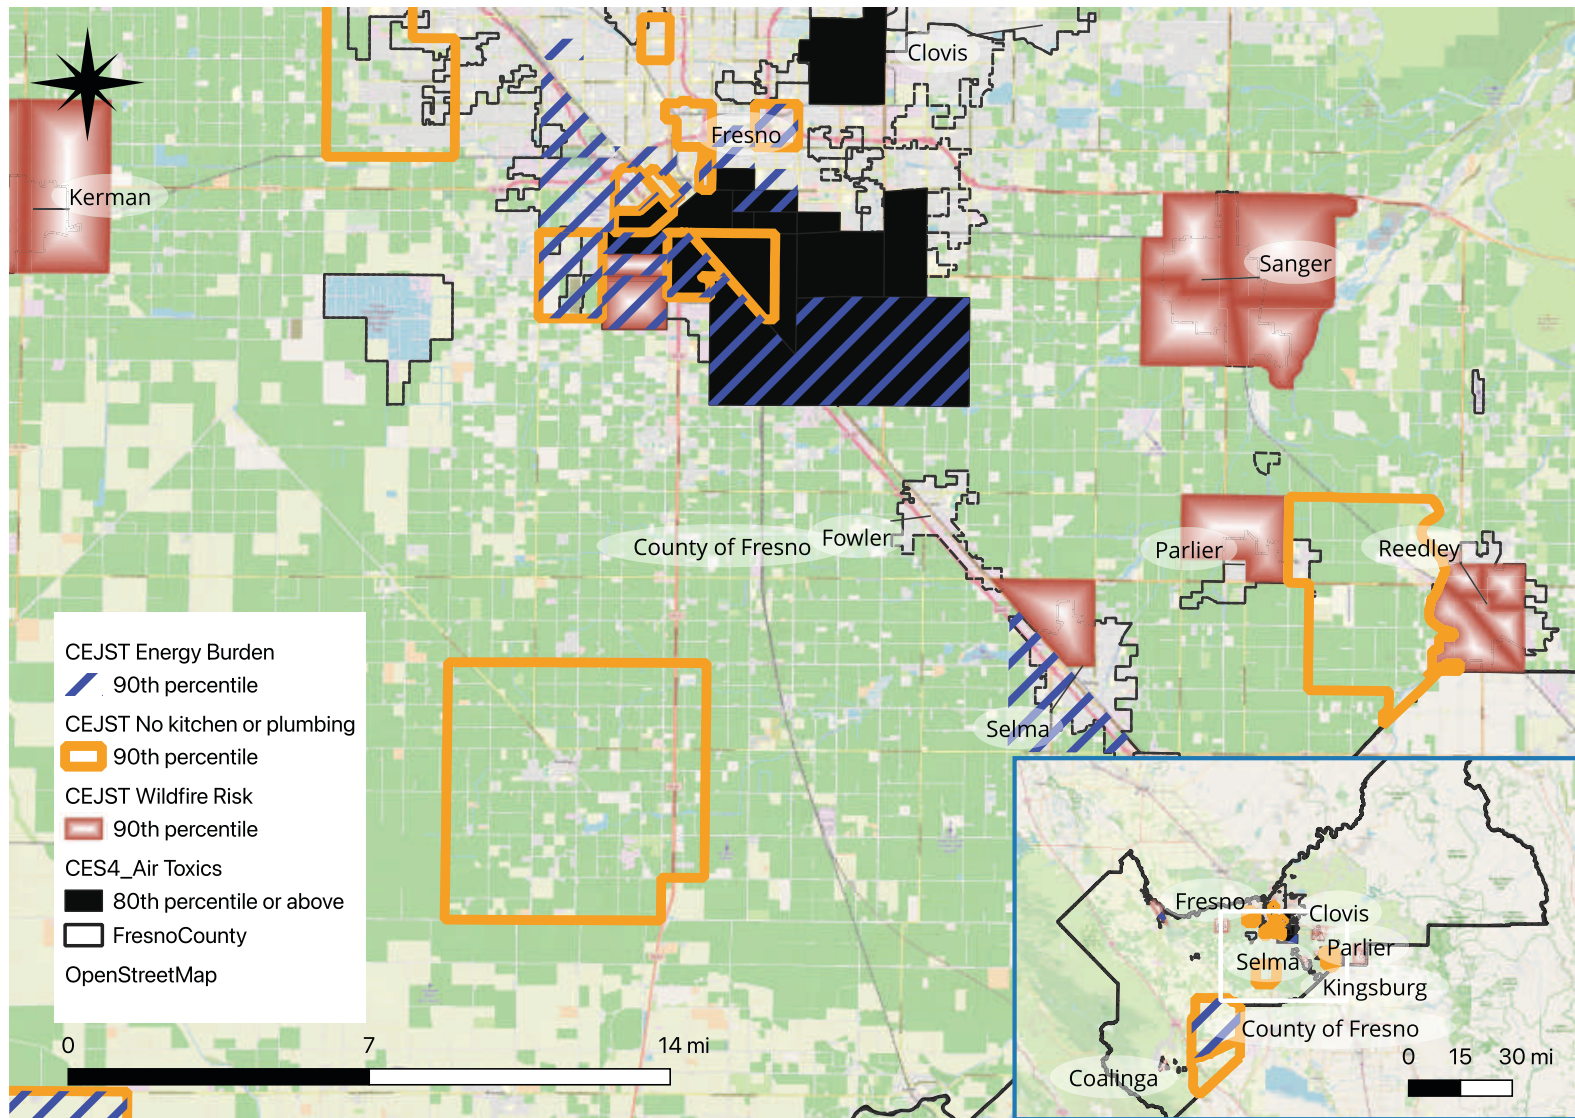 Clovis
Fresno
Kerman
Sanger
County of Fresno
Fowler
Parlier
Reedley
Selma
CEJST Energy Burden
90th percentile
CEJST No kitchen or plumbing
90th percentile
CEJST Wildfire Risk
90th percentile
CES4_Air Toxics
80th percentile or above
FresnoCounty
OpenStreetMap
0 7 14 mi
Fresno
Clovis
Parlier
Selma
Kingsburg
County of Fresno
Coalinga
0 15 30 mi